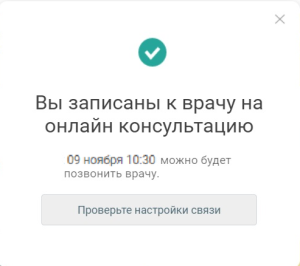 Вы записаны к врачу на
онлайн консультацию
09 ноября 10:30 можно будет
позвонить врачу.
Проверьте настройки связи